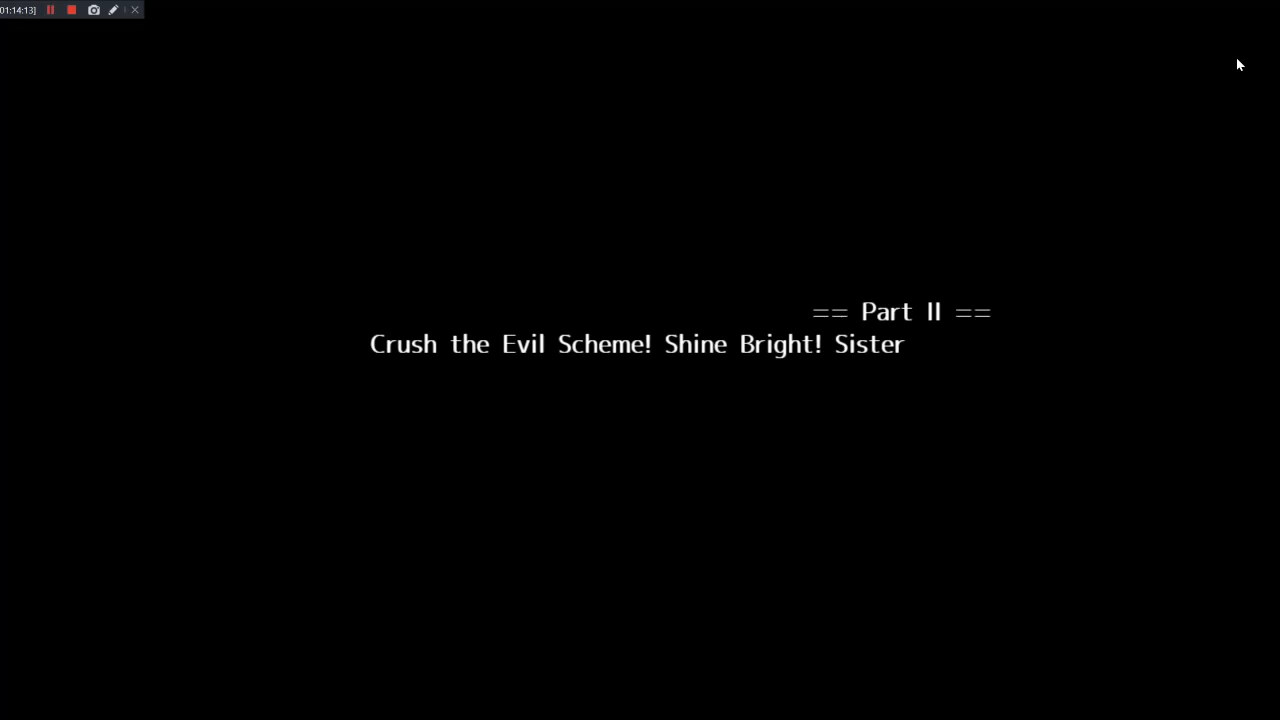 01:14:13]
== Part II ==
Crush the Evil Scheme! Shine Bright! Sister